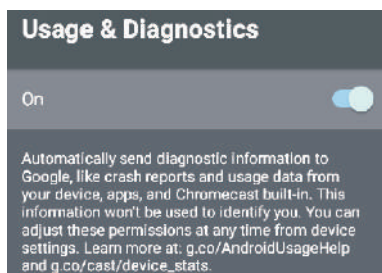 Usage & Diagnostics
On
Automatically send diagnostic information to
Google, like crash reports and usage data from
your device, apps, and Chromecast built-in. This
information won't be used to identify you. You can
adjust these permissions at any time from device
settings. Learn more at: g.co/AndroidUsageHelp
and g.co/cast/device_stats.